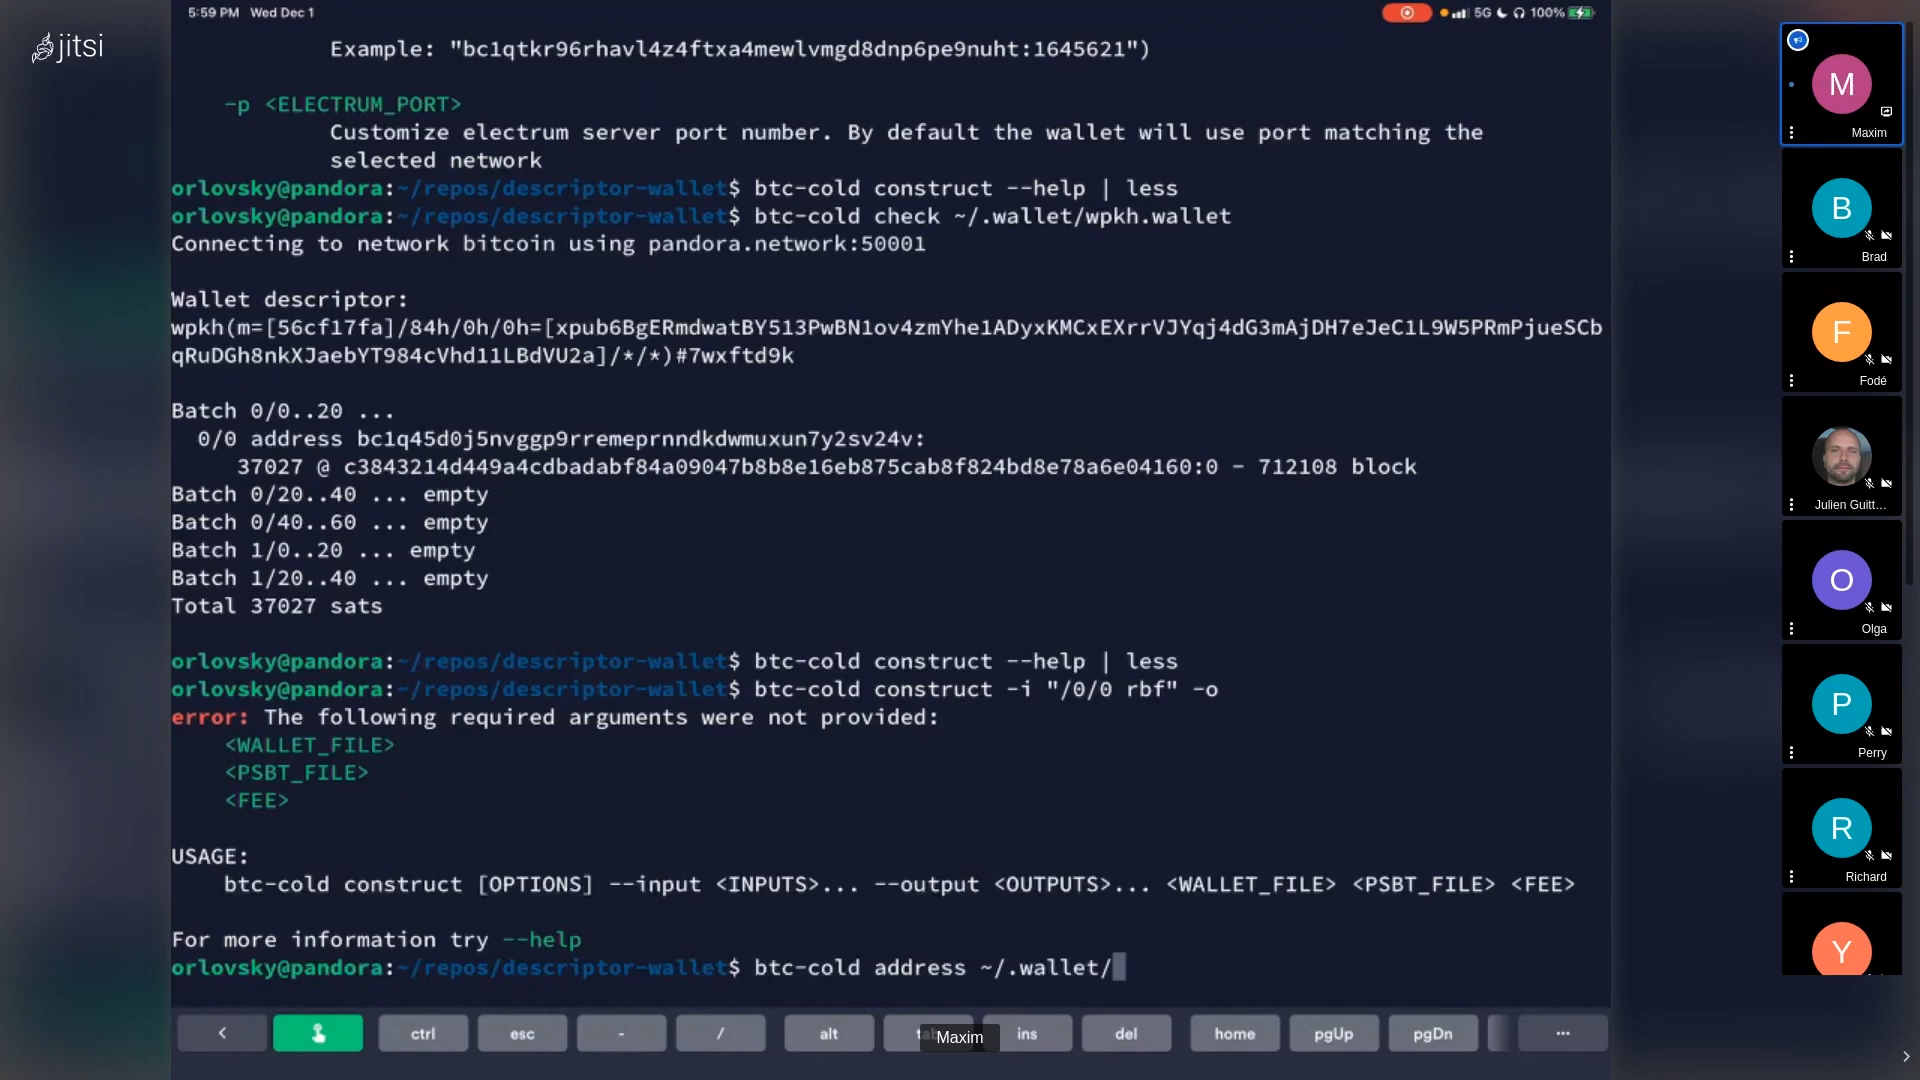 5:59 PM Wed Dec 1
5G 100%
jitsi
Example: "bc1qtkr96rhavl4z4ftxa4mewlvmgd8dnp6pe9nuht:1645621")
-p <ELECTRUM_PORT>
Customize electrum server port number. By default the wallet will use port matching the
selected network
orlovsky@pandora:~/repos/descriptor-wallet$ btc-cold construct --help | less
orlovsky@pandora:~/repos/descriptor-wallet$ btc-cold check ~/.wallet/wpkh.wallet
Connecting to network bitcoin using pandora.network:50001
Wallet descriptor:
wpkh(m=[56cf17fa]/84h/0h/0h=[xpub6BgERmdwatBY513PwBN1ov4zmYhe1ADyxKMCxEXrrVJYqj4dG3mAjDH7eJeC1L9W5PRmPjueSCb
qRuDGh8nkXJaebYT984cVhd11LBdVU2a]/*/*)#7wxftd9k
Batch 0/0..20 ...
0/0 address bc1q45d0j5nvggp9rremeprnndkdwmuxun7y2sv24v:
37027 @ c3843214d449a4cdbadabf84a09047b8b8e16eb875cab8f824bd8e78a6e04160:0 - 712108 block
Batch 0/20..40 ... empty
Batch 0/40..60 ... empty
Batch 1/0..20 ... empty
Batch 1/20..40 ... empty
Total 37027 sats
orlovsky@pandora:~/repos/descriptor-wallet$ btc-cold construct --help | less
orlovsky@pandora:~/repos/descriptor-wallet$ btc-cold construct -i "/0/0 rbf" -o
error: The following required arguments were not provided:
<WALLET_FILE>
<PSBT_FILE>
<FEE>
USAGE:
btc-cold construct [OPTIONS] --input <INPUTS>... --output <OUTPUTS>... <WALLET_FILE> <PSBT_FILE> <FEE>
For more information try --help
orlovsky@pandora:~/repos/descriptor-wallet$ btc-cold address ~/.wallet/
< ctrl esc - / alt ins del home pgUp pgDn ...
Maxim
M
Maxim
B
Brad
F
Fodé
Julien Guitt...
O
Olga
P
Perry
R
Richard
Y